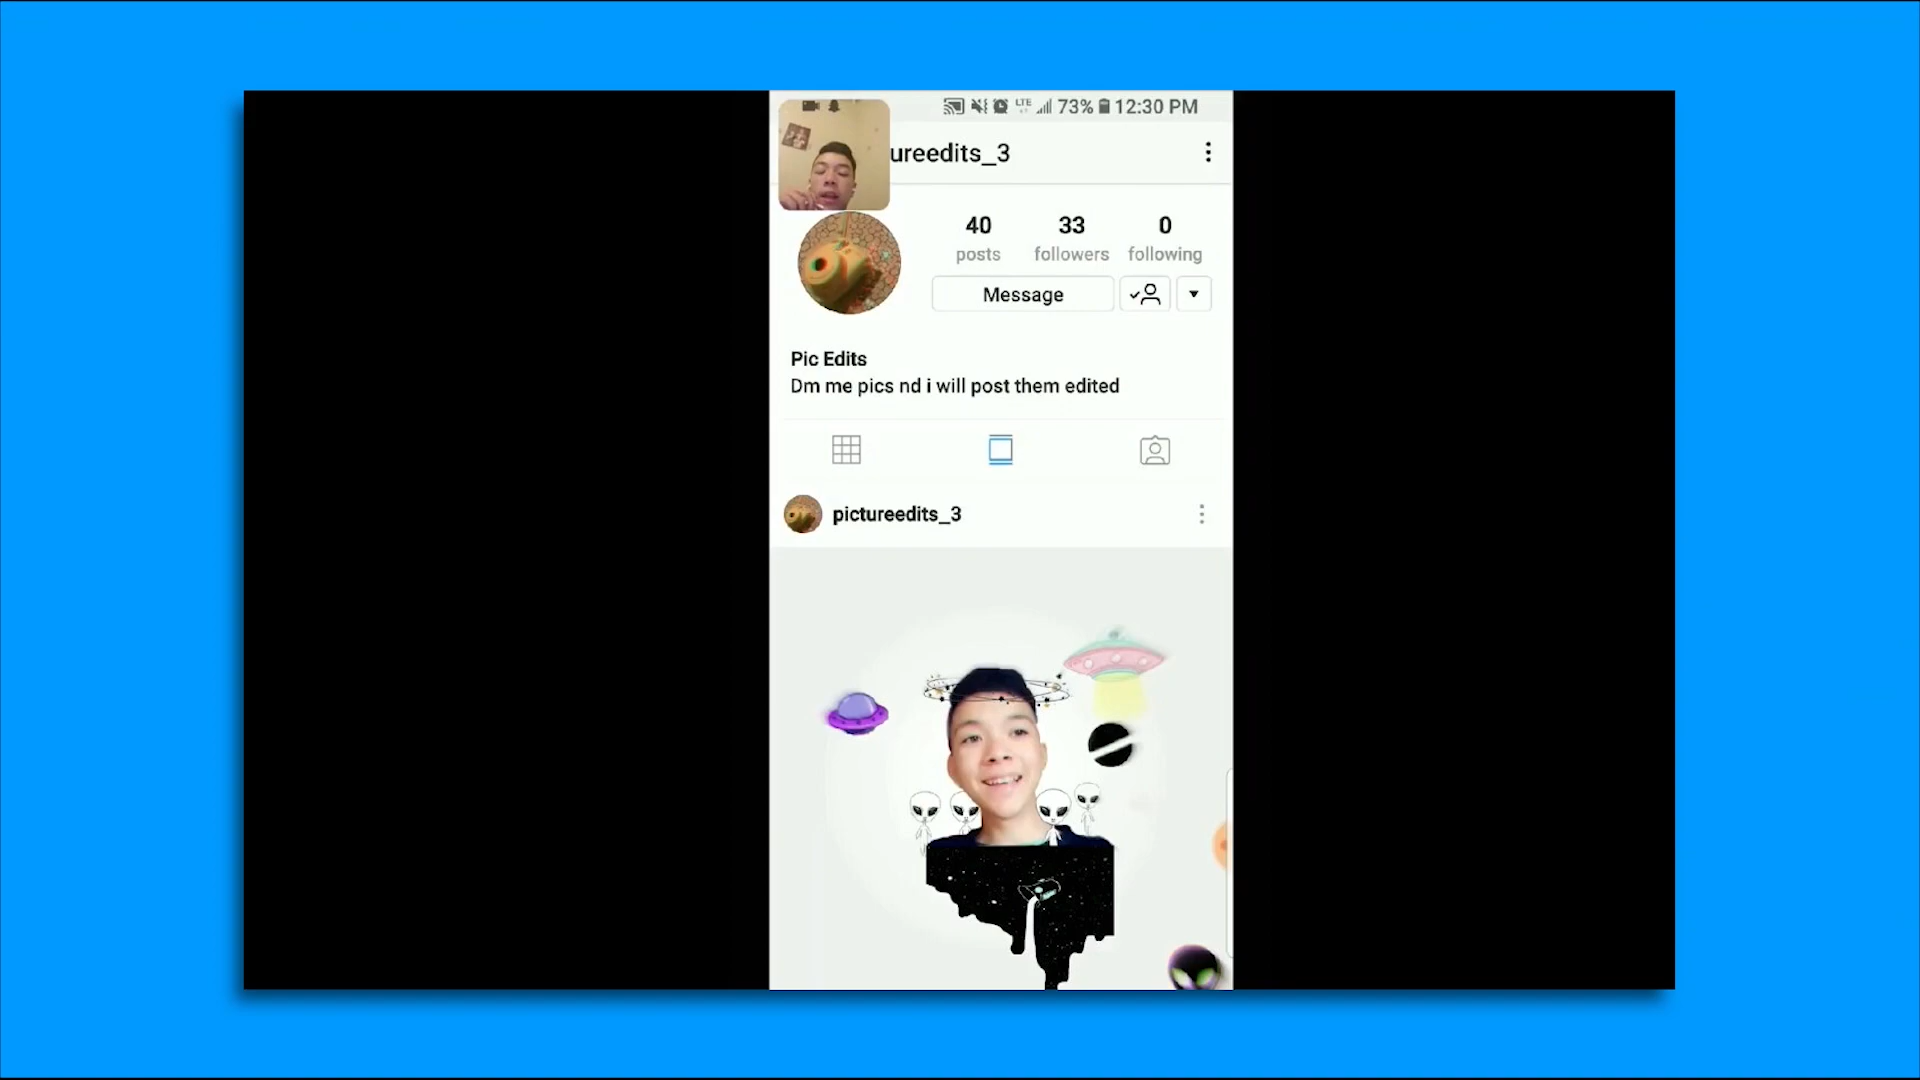 LTE 73% 12:30 PM
ureedits_3
40 33 0
posts followers following
Message
Pic Edits
Dm me pics nd i will post them edited
pictureedits_3